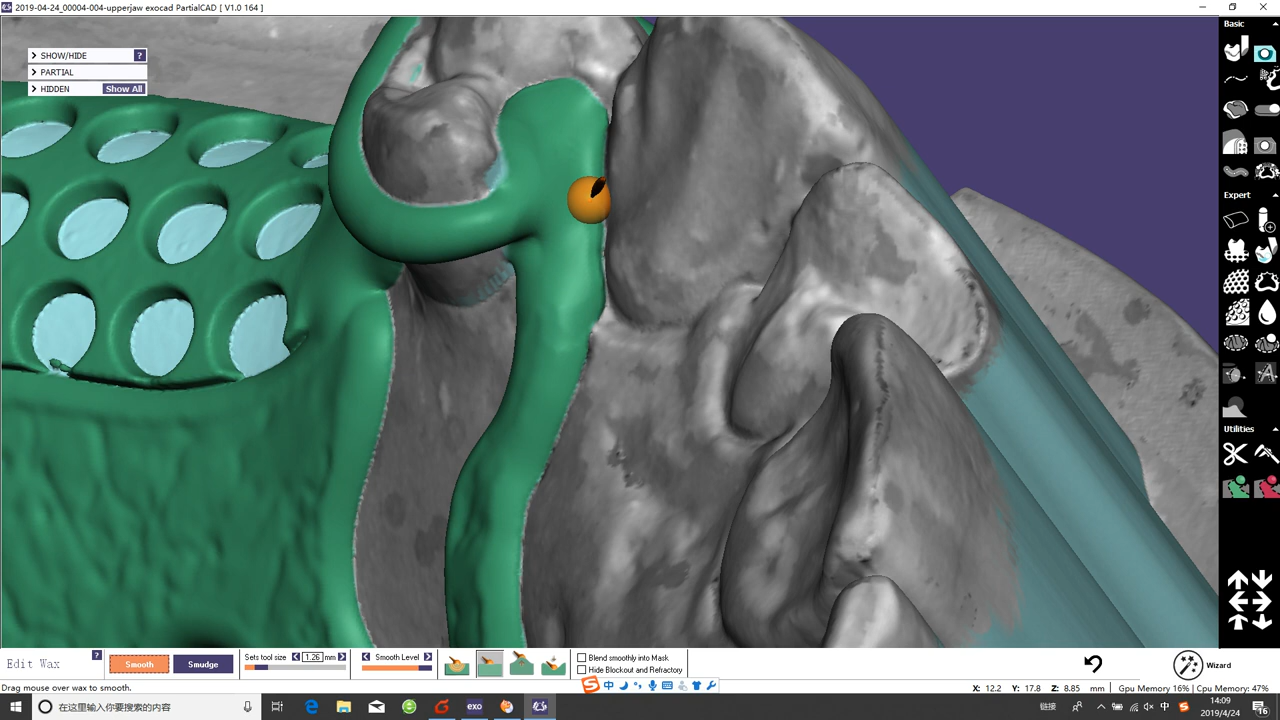 2019-04-24_00004-004-upperjaw exocad PartialCAD [ V1.0 164 ]
SHOW/HIDE ?
PARTIAL
HIDDEN Show All
Basic
Expert
A
Utilities
Edit Wax ?
Smooth
Smudge
Sets tool size 1.26 mm
Smooth Level
Blend smoothly into Mask
Hide Blockout and Refractory
Wizard
Drag mouse over wax to smooth.
S 中
X: 12.2 Y: 17.8 Z: 8.85 mm Gpu Memory 16% | Cpu Memory: 47%
在这里输入你要搜索的内容
exo
链接
中
S
14:09
2019/4/24
16